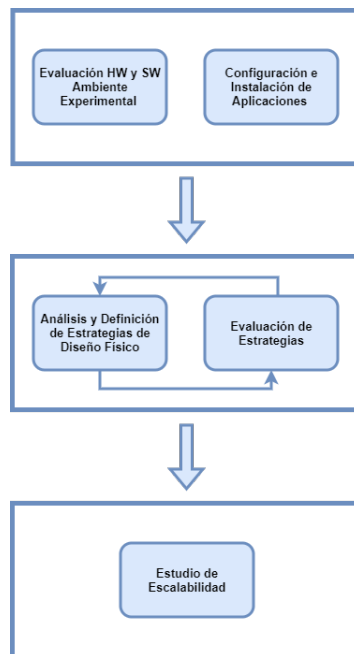 Evaluación HW y SW
Ambiente
Experimental
Configuración e
Instalación de
Aplicaciones
Análisis y Definición
de Estrategias de
Diseño Físico
Evaluación de
Estrategias
Estudio de
Escalabilidad